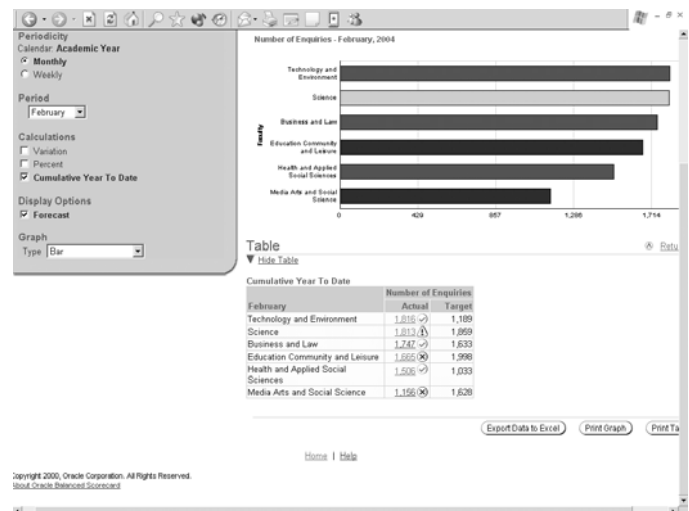 Periodicity
Calendar: Academic Year
Monthly
Weekly
Period
February
Calculations
Variation
Percent
Cumulative Year To Date
Display Options
Forecast
Graph
Type Bar
Number of Enquiries - February, 2004
Faculty
Technology and
Environment
Science
Business and Law
Education Community
and Leisure
Health and Applied
Social Sciences
Media Arts and Social
Science
0 429 857 1,286 1,714
Table
Retu
Hide Table
Cumulative Year To Date
Number of Enquiries
February Actual Target
Technology and Environment 1,816 1,189
Science 1,813 1,859
Business and Law 1,747 1,633
Education Community and Leisure 1,665 1,998
Health and Applied Social
Sciences 1,506 1,033
Media Arts and Social Science 1,156 1,628
Export Data to Excel Print Graph Print Ta
Home | Help
Copyright 2000, Oracle Corporation. All Rights Reserved.
About Oracle Balanced Scorecard